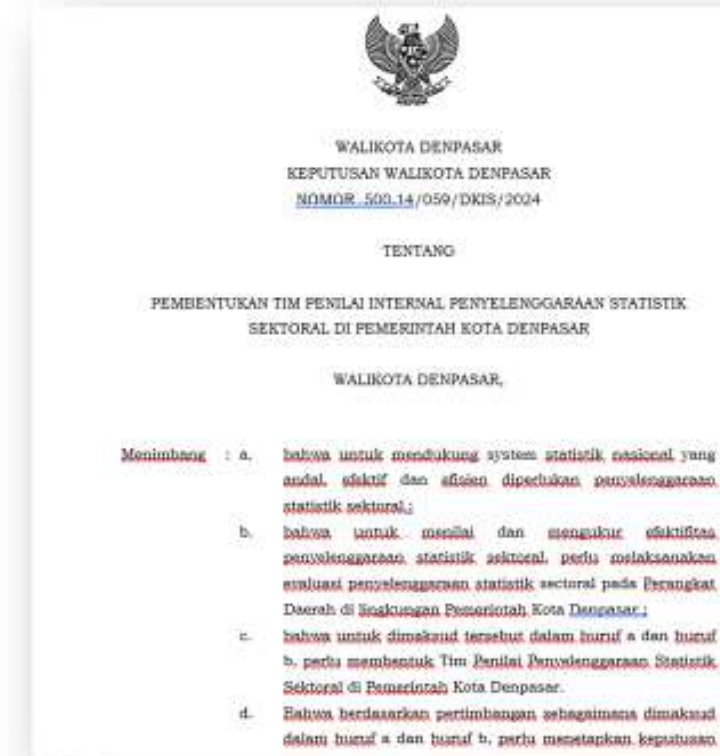 WALIKOTA DENPASAR
KEPUTUSAN WALIKOTA DENPASAR
NOMOR 500.14/059/DKIS/2024
TENTANG
PEMBENTUKAN TIM PENILAI INTERNAL PENYELENGGARAAN STATISTIK
SEKTORAL DI PEMERINTAH KOTA DENPASAR
WALIKOTA DENPASAR,
Menimbang : a. bahwa untuk mendukung system statistik nasional yang
andal, efektif dan efisien diperlukan penyelenggaraan
statistik sektoral.;
b. bahwa untuk menilai dan mengukur efektifitas
penyelenggaraan statistik sektoral, perlu melaksanakan
evaluasi penyelenggaraan statistik sectoral pada Perangkat
Daerah di lingkungan Pemerintah Kota Denpasar.;
c. bahwa untuk dimaksud tersebut dalam huruf a dan huruf
b, perlu membentuk Tim Penilai Penyelenggaraan Statistik
Sektoral di Pemerintah Kota Denpasar.
d. Bahwa berdasarkan pertimbangan sebagaimana dimaksud
dalam huruf a dan huruf b, perlu menetapkan keputusan